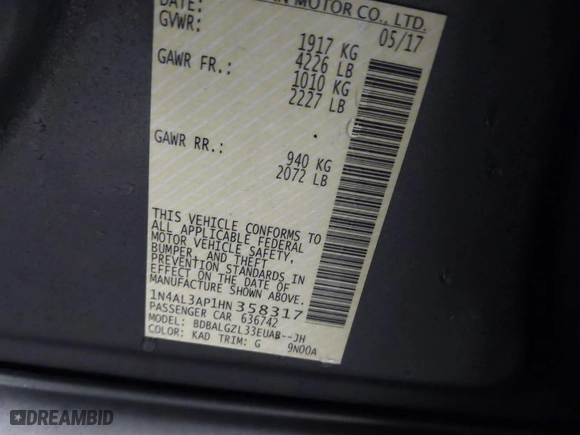 AN MOTOR CO., LTD.
DATE: 05/17
GVWR: 1917 KG
4226 LB
GAWR FR.: 1010 KG
2227 LB
GAWR RR.: 940 KG
2072 LB
THIS VEHICLE CONFORMS TO
ALL APPLICABLE FEDERAL
MOTOR VEHICLE SAFETY,
BUMPER, AND THEFT
PREVENTION STANDARDS IN
EFFECT ON THE DATE OF
MANUFACTURE SHOWN ABOVE.
1N4AL3AP1HN358317
PASSENGER CAR 636742
MODEL: BDBALGZL33EUAB--JH
COLOR: KAD TRIM: G 9N00A
DREAMBID